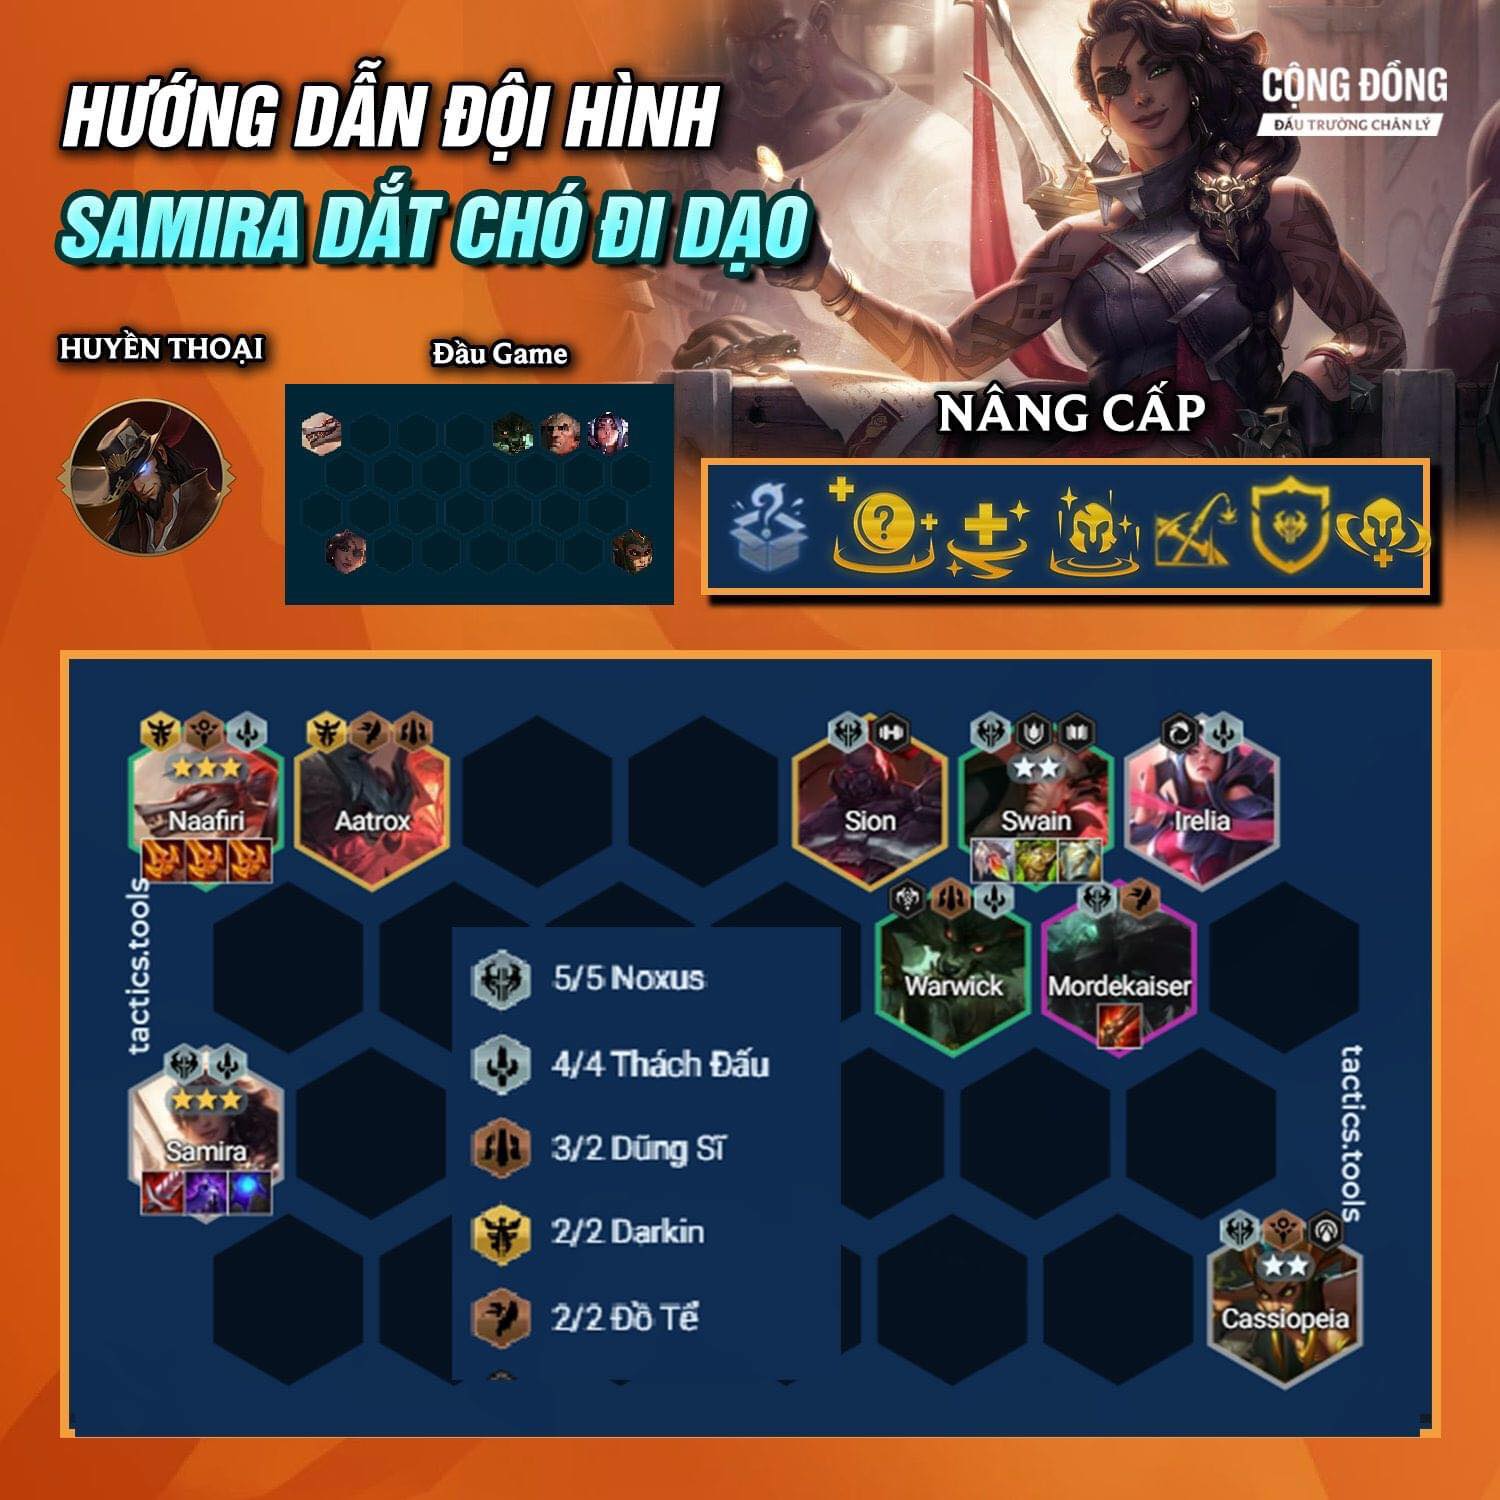 HƯỚNG DẪN ĐỘI HÌNH
SAMIRA DẮT CHÓ ĐI DẠO
CỘNG ĐỒNG
ĐẤU TRƯỜNG CHÂN LÝ
HUYỀN THOẠI
Đầu Game
NÂNG CẤP
Naafiri
Aatrox
Sion
Swain
Irelia
Warwick
Mordekaiser
tactics.tools
5/5 Noxus
4/4 Thách Đấu
3/2 Dũng Sĩ
2/2 Darkin
2/2 Đồ Tể
Samira
tactics.tools
Cassiopeia